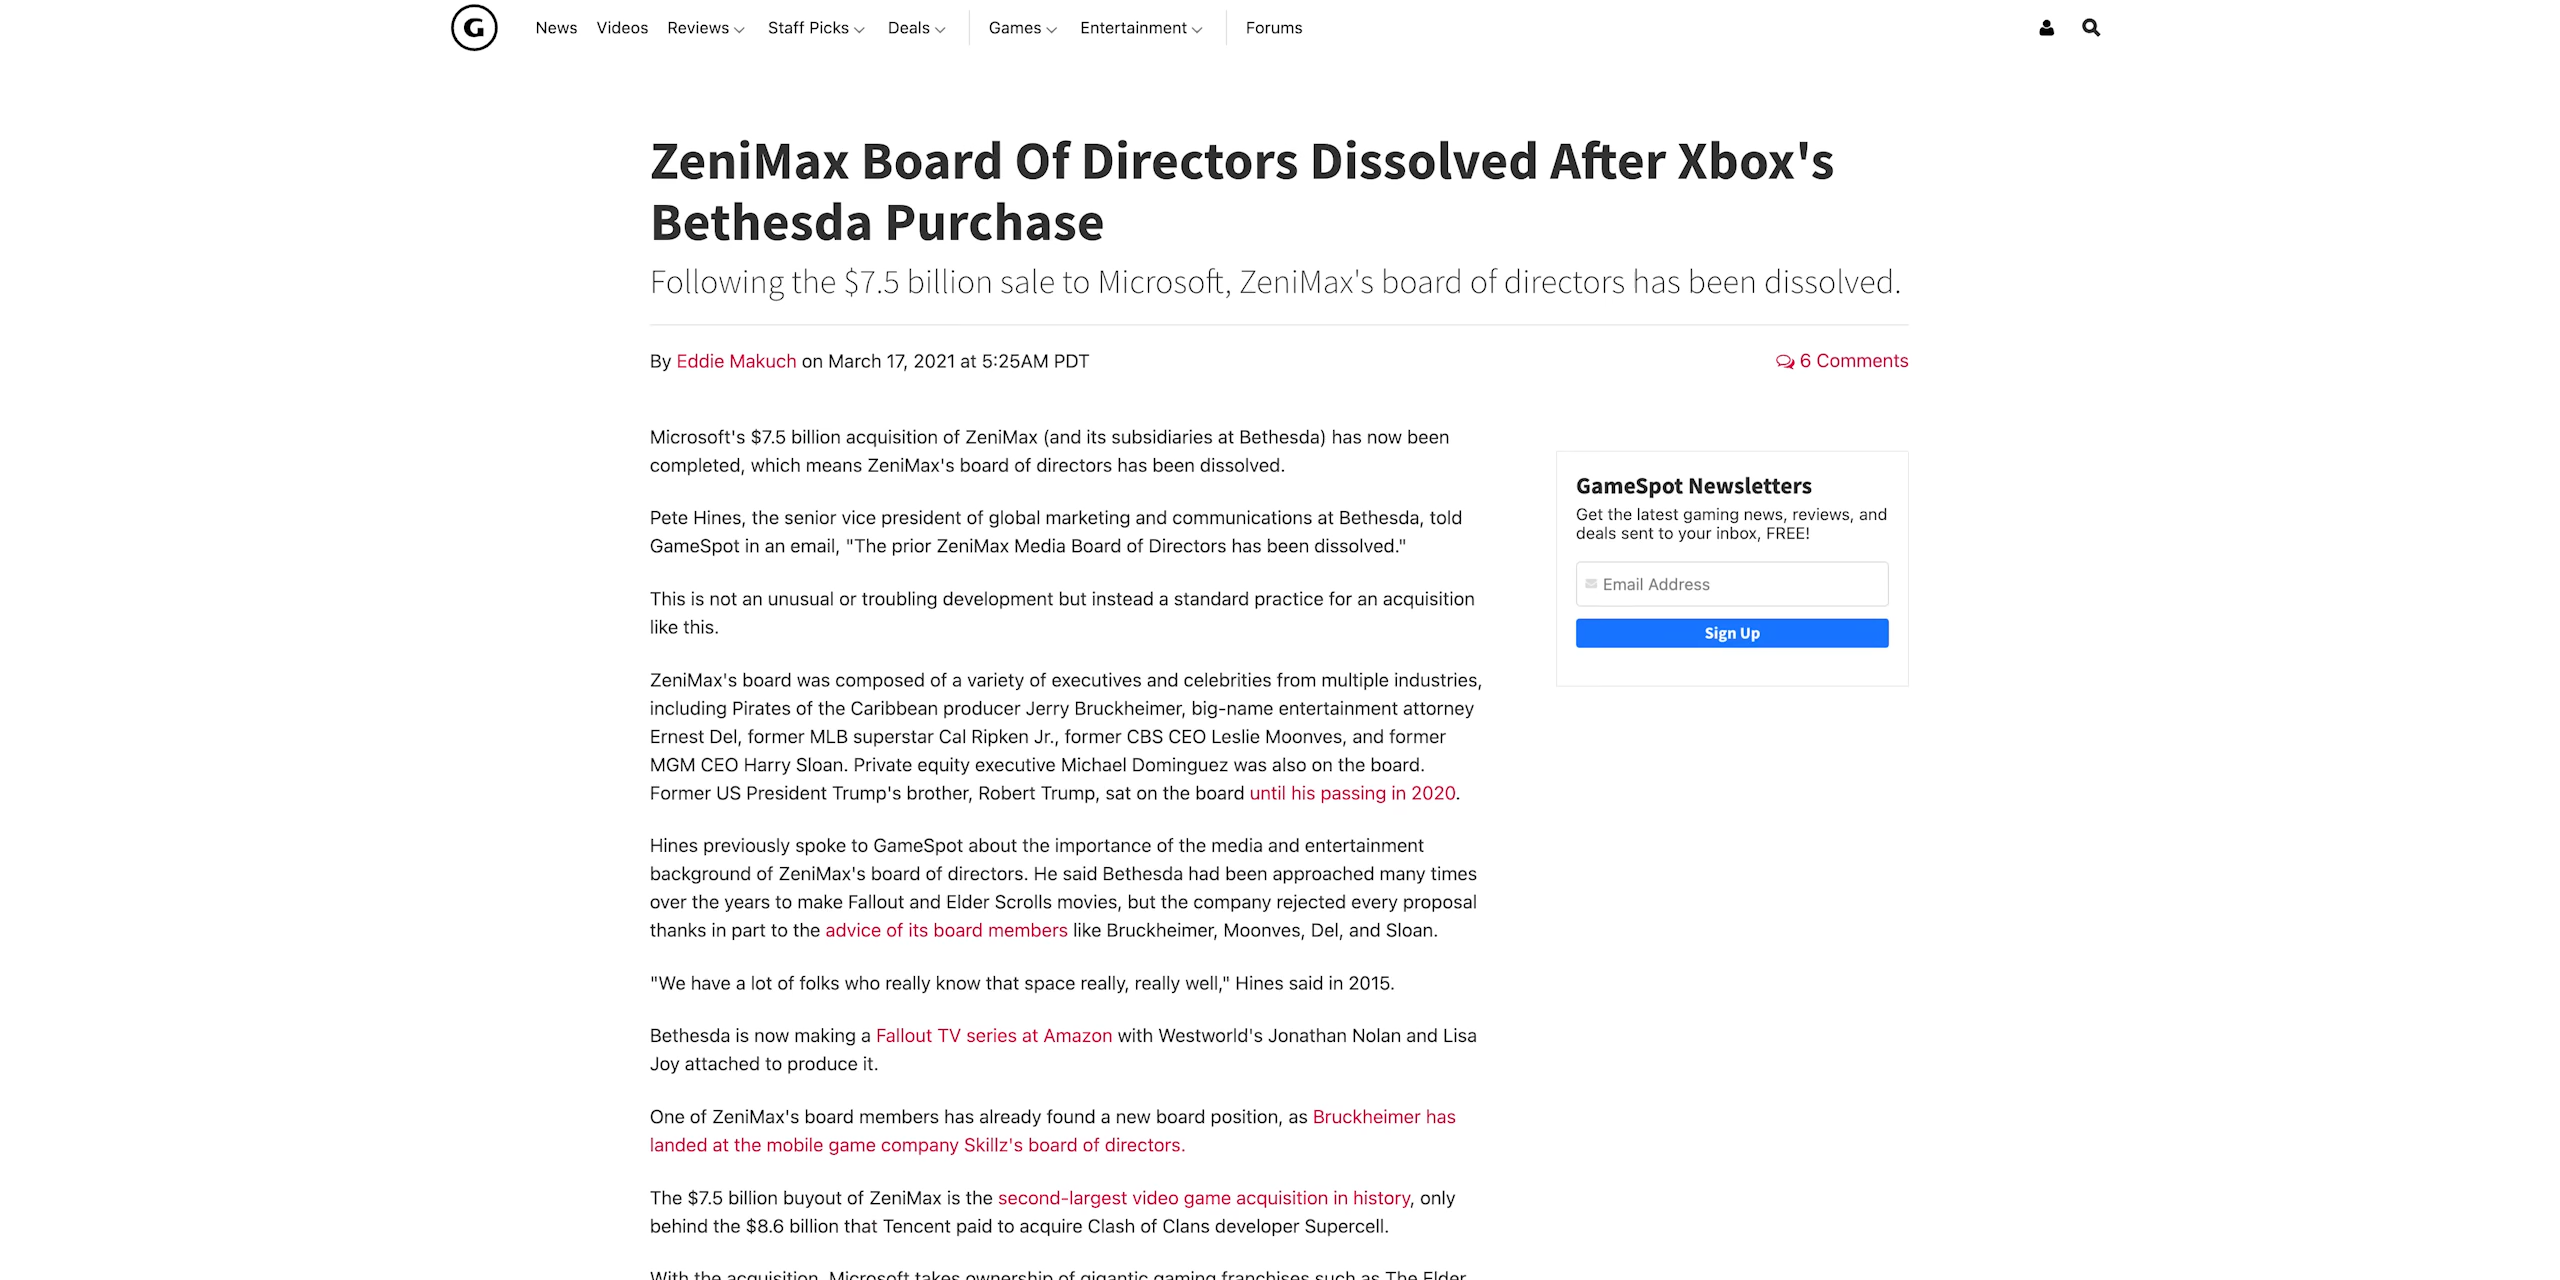 G
News Videos Reviews Staff Picks Deals Games Entertainment Forums
ZeniMax Board Of Directors Dissolved After Xbox's
Bethesda Purchase
Following the $7.5 billion sale to Microsoft, ZeniMax's board of directors has been dissolved.
By Eddie Makuch on March 17, 2021 at 5:25AM PDT
6 Comments
Microsoft's $7.5 billion acquisition of ZeniMax (and its subsidiaries at Bethesda) has now been
completed, which means ZeniMax's board of directors has been dissolved.
Pete Hines, the senior vice president of global marketing and communications at Bethesda, told
GameSpot in an email, "The prior ZeniMax Media Board of Directors has been dissolved."
This is not an unusual or troubling development but instead a standard practice for an acquisition
like this.
ZeniMax's board was composed of a variety of executives and celebrities from multiple industries,
including Pirates of the Caribbean producer Jerry Bruckheimer, big-name entertainment attorney
Ernest Del, former MLB superstar Cal Ripken Jr., former CBS CEO Leslie Moonves, and former
MGM CEO Harry Sloan. Private equity executive Michael Dominguez was also on the board.
Former US President Trump's brother, Robert Trump, sat on the board until his passing in 2020.
Hines previously spoke to GameSpot about the importance of the media and entertainment
background of ZeniMax's board of directors. He said Bethesda had been approached many times
over the years to make Fallout and Elder Scrolls movies, but the company rejected every proposal
thanks in part to the advice of its board members like Bruckheimer, Moonves, Del, and Sloan.
"We have a lot of folks who really know that space really, really well," Hines said in 2015.
Bethesda is now making a Fallout TV series at Amazon with Westworld's Jonathan Nolan and Lisa
Joy attached to produce it.
One of ZeniMax's board members has already found a new board position, as Bruckheimer has
landed at the mobile game company Skillz's board of directors.
The $7.5 billion buyout of ZeniMax is the second-largest video game acquisition in history, only
behind the $8.6 billion that Tencent paid to acquire Clash of Clans developer Supercell.
With the acquisition, Microsoft takes ownership of gigantic gaming franchises such as The Elder
GameSpot Newsletters
Get the latest gaming news, reviews, and
deals sent to your inbox, FREE!
Email Address
Sign Up